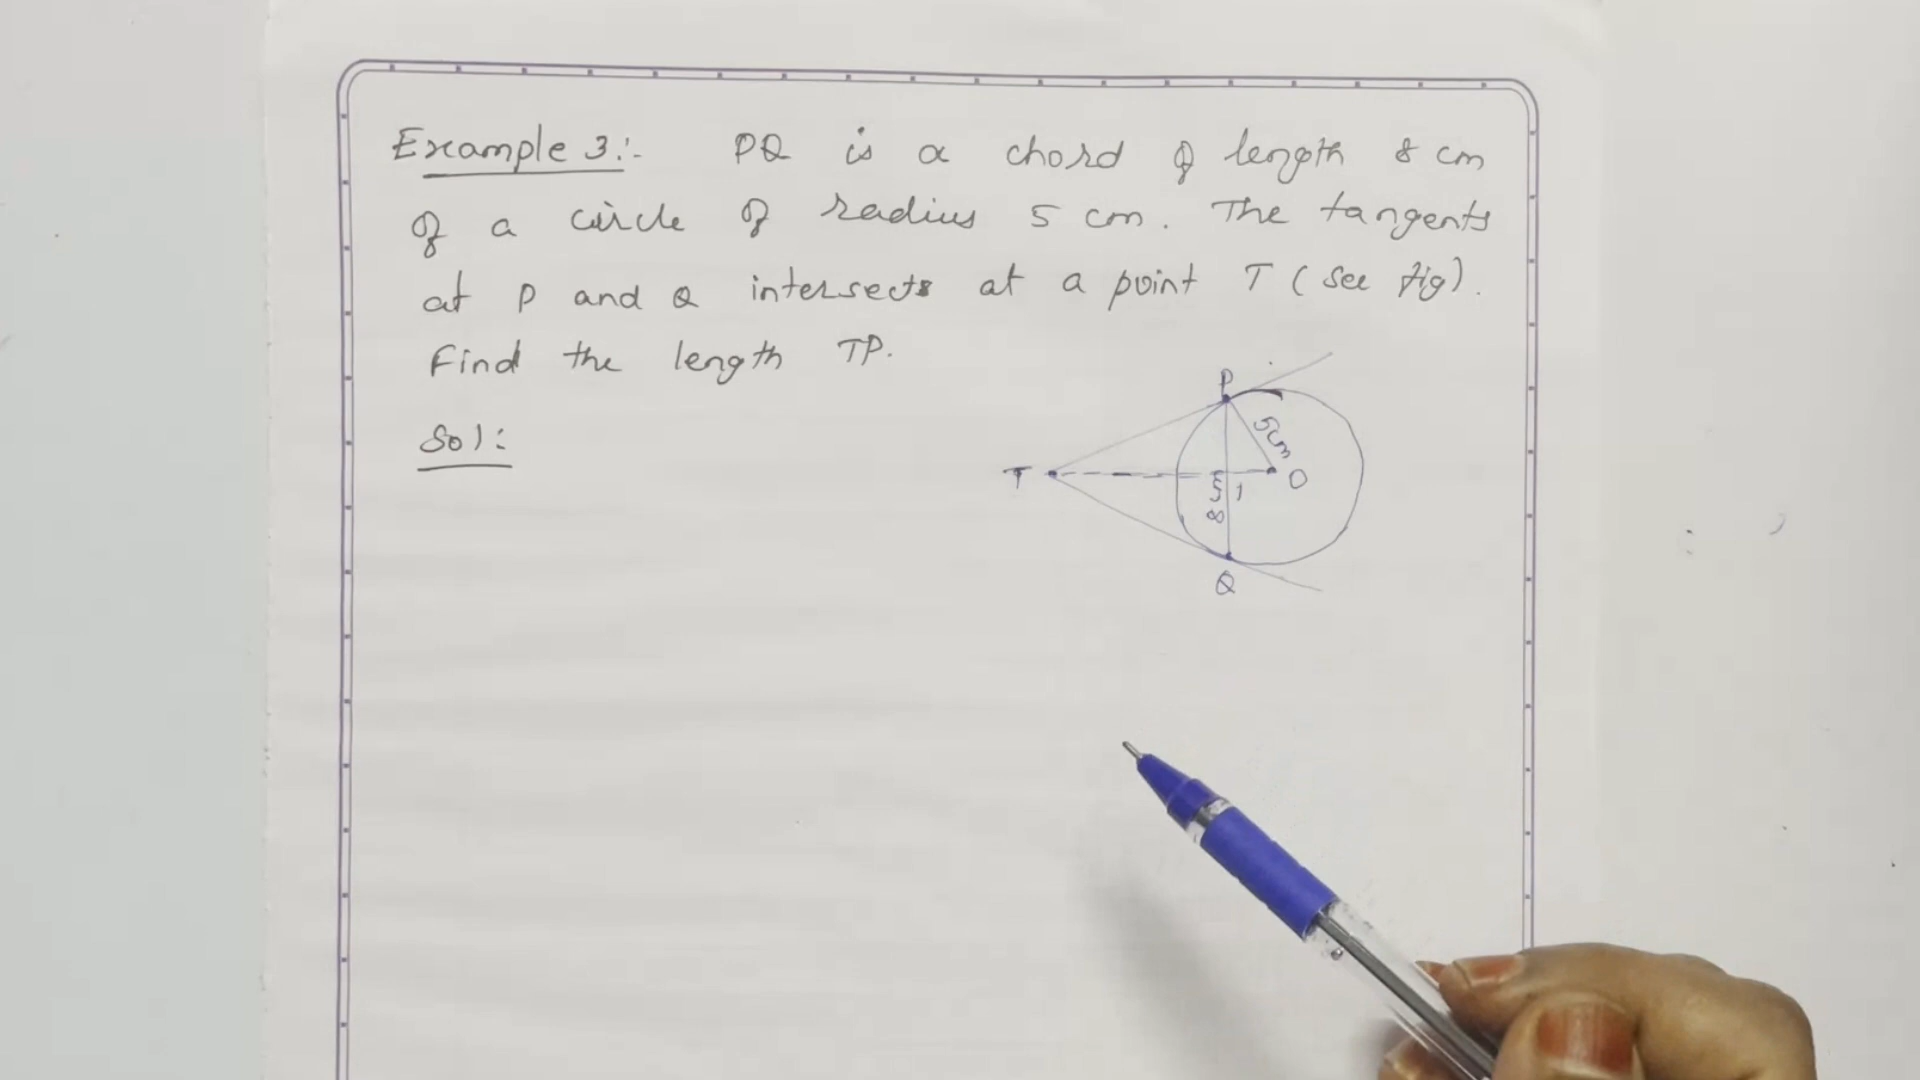 Example 3:- PQ is a chord of length 8 cm
of a circle of radius 5 cm. The tangents
at P and Q intersects at a point T (see fig).
Find the length TP.
Sol:
P
5cm
T
O
8
Q